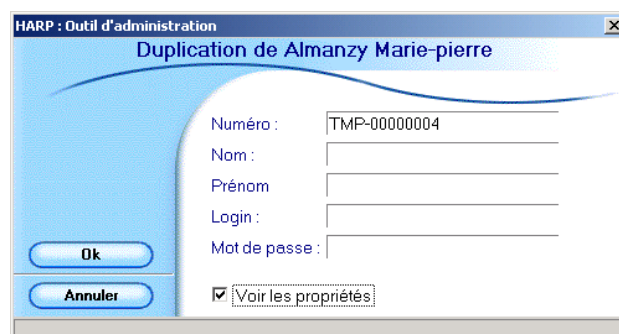 HARP : Outil d'administration
Duplication de Almanzy Marie-pierre
Numéro : TMP-00000004
Nom :
Prénom
Login :
Mot de passe :
Ok
Annuler
Voir les propriétés